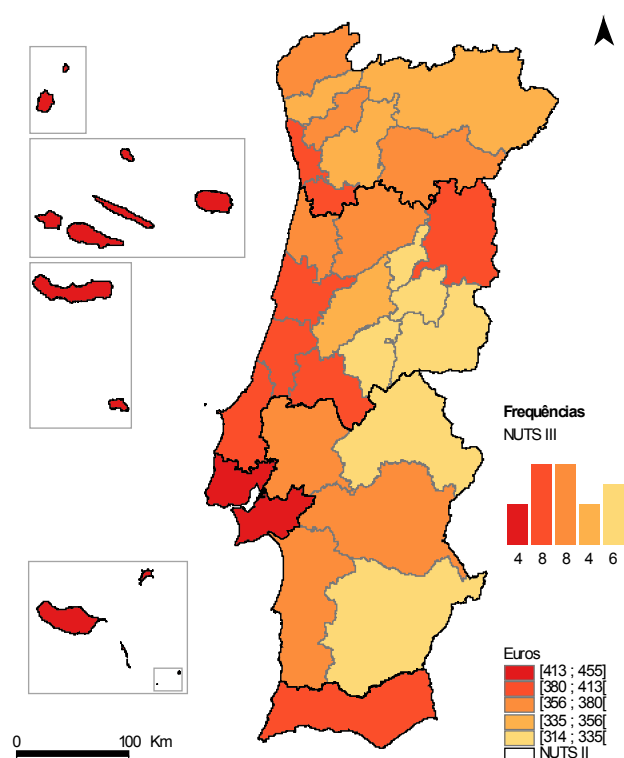 Frequências
NUTS III
4 8 8 4 6
Euros
[413 ; 455]
[380 ; 413[
[356 ; 380[
[335 ; 356[
[314 ; 335[
NUTS II
0 100 Km